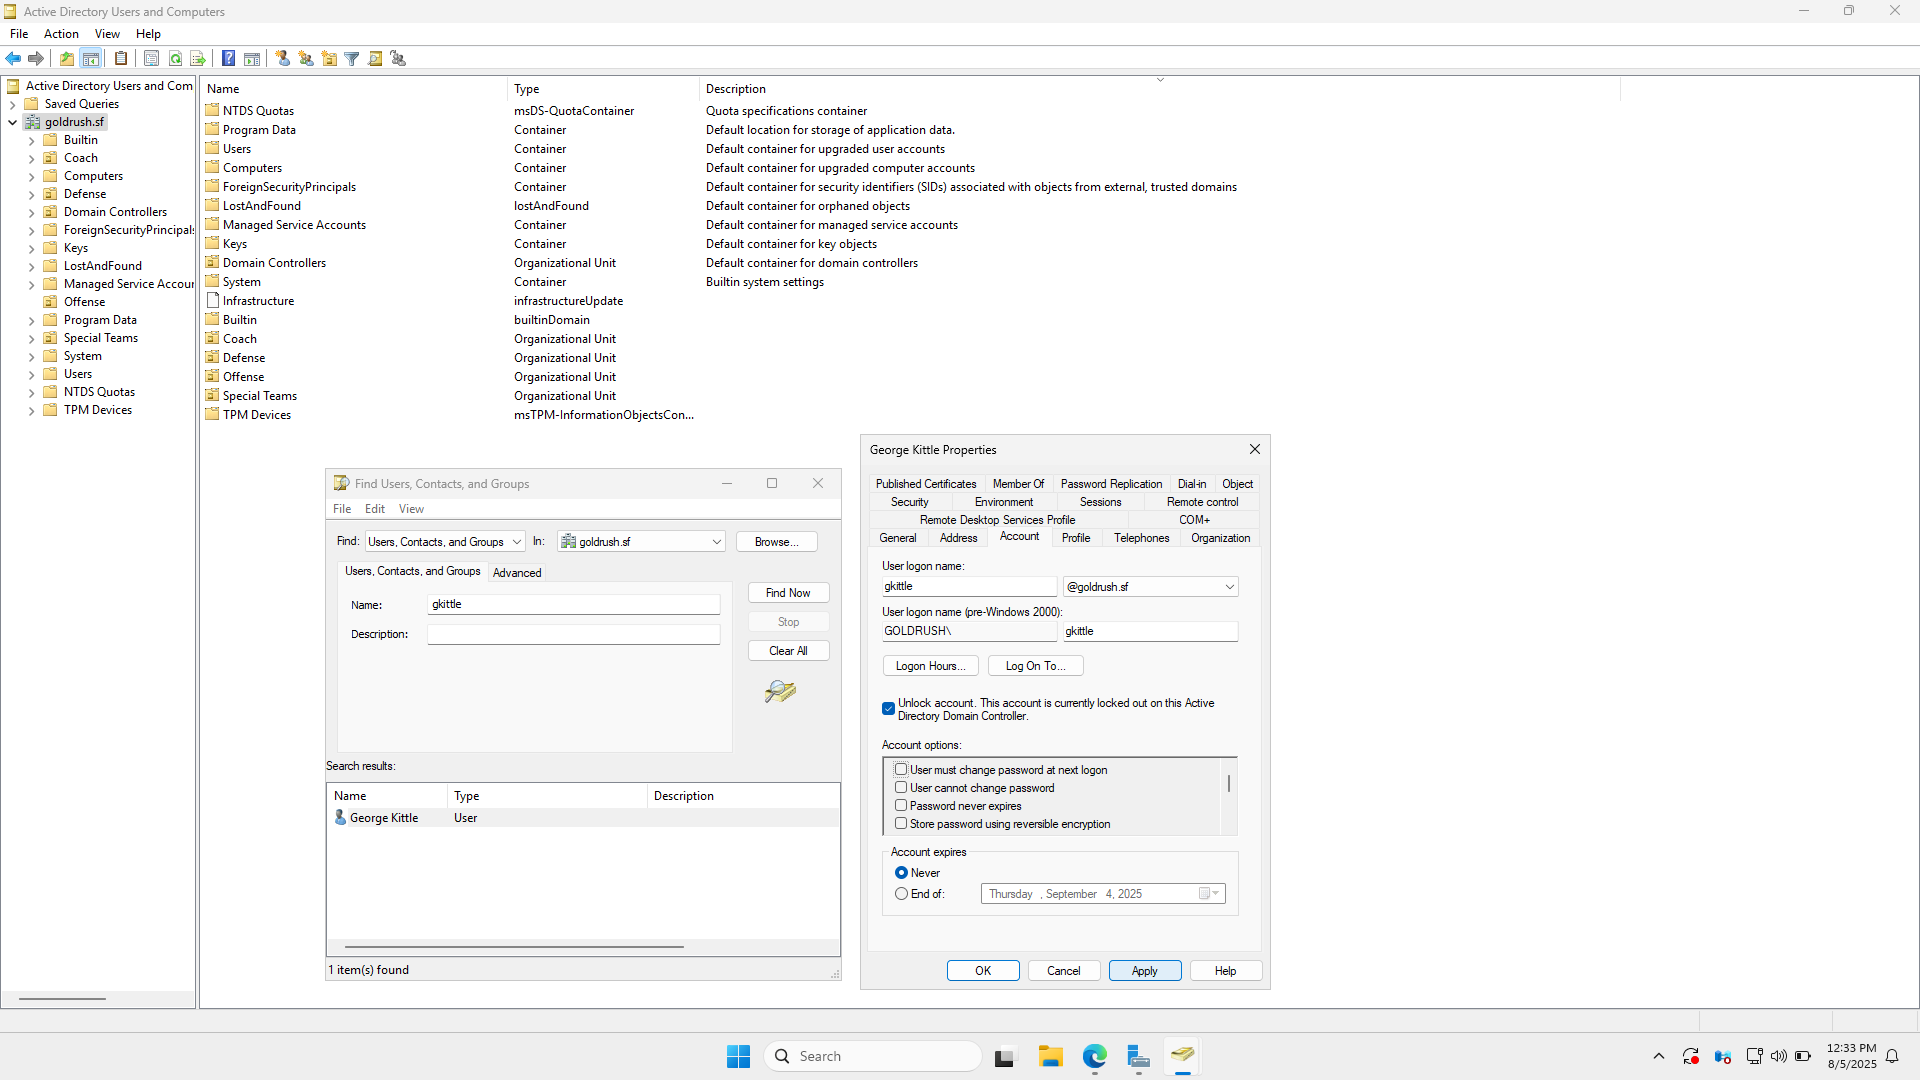 Active Directory Users and Computers
File Action View Help
Active Directory Users and Com
Saved Queries
goldrush.sf
Builtin
Coach
Computers
Defense
Domain Controllers
ForeignSecurityPrincipals
Keys
LostAndFound
Managed Service Accour
Offense
Program Data
Special Teams
System
Users
NTDS Quotas
TPM Devices
Name Type Description
NTDS Quotas msDS-QuotaContainer Quota specifications container
Program Data Container Default location for storage of application data.
Users Container Default container for upgraded user accounts
Computers Container Default container for upgraded computer accounts
ForeignSecurityPrincipals Container Default container for security identifiers (SIDs) associated with objects from external, trusted domains
LostAndFound lostAndFound Default container for orphaned objects
Managed Service Accounts Container Default container for managed service accounts
Keys Container Default container for key objects
Domain Controllers Organizational Unit Default container for domain controllers
System Container Builtin system settings
Infrastructure infrastructureUpdate
Builtin builtinDomain
Coach Organizational Unit
Defense Organizational Unit
Offense Organizational Unit
Special Teams Organizational Unit
TPM Devices msTPM-InformationObjectsCon...
Find Users, Contacts, and Groups
File Edit View
Find: Users, Contacts, and Groups In: goldrush.sf Browse...
Users, Contacts, and Groups Advanced
Name: gkittle
Description:
Find Now
Stop
Clear All
Search results:
Name Type Description
George Kittle User
1 item(s) found
George Kittle Properties
Published Certificates Member Of Password Replication Dial-in Object
Security Environment Sessions Remote control
Remote Desktop Services Profile COM+
General Address Account Profile Telephones Organization
User logon name:
gkittle @goldrush.sf
User logon name (pre-Windows 2000):
GOLDRUSH\ gkittle
Logon Hours... Log On To...
Unlock account. This account is currently locked out on this Active
Directory Domain Controller.
Account options:
User must change password at next logon
User cannot change password
Password never expires
Store password using reversible encryption
Account expires
Never
End of: Thursday , September 4, 2025
OK Cancel Apply Help
Search
12:33 PM
8/5/2025